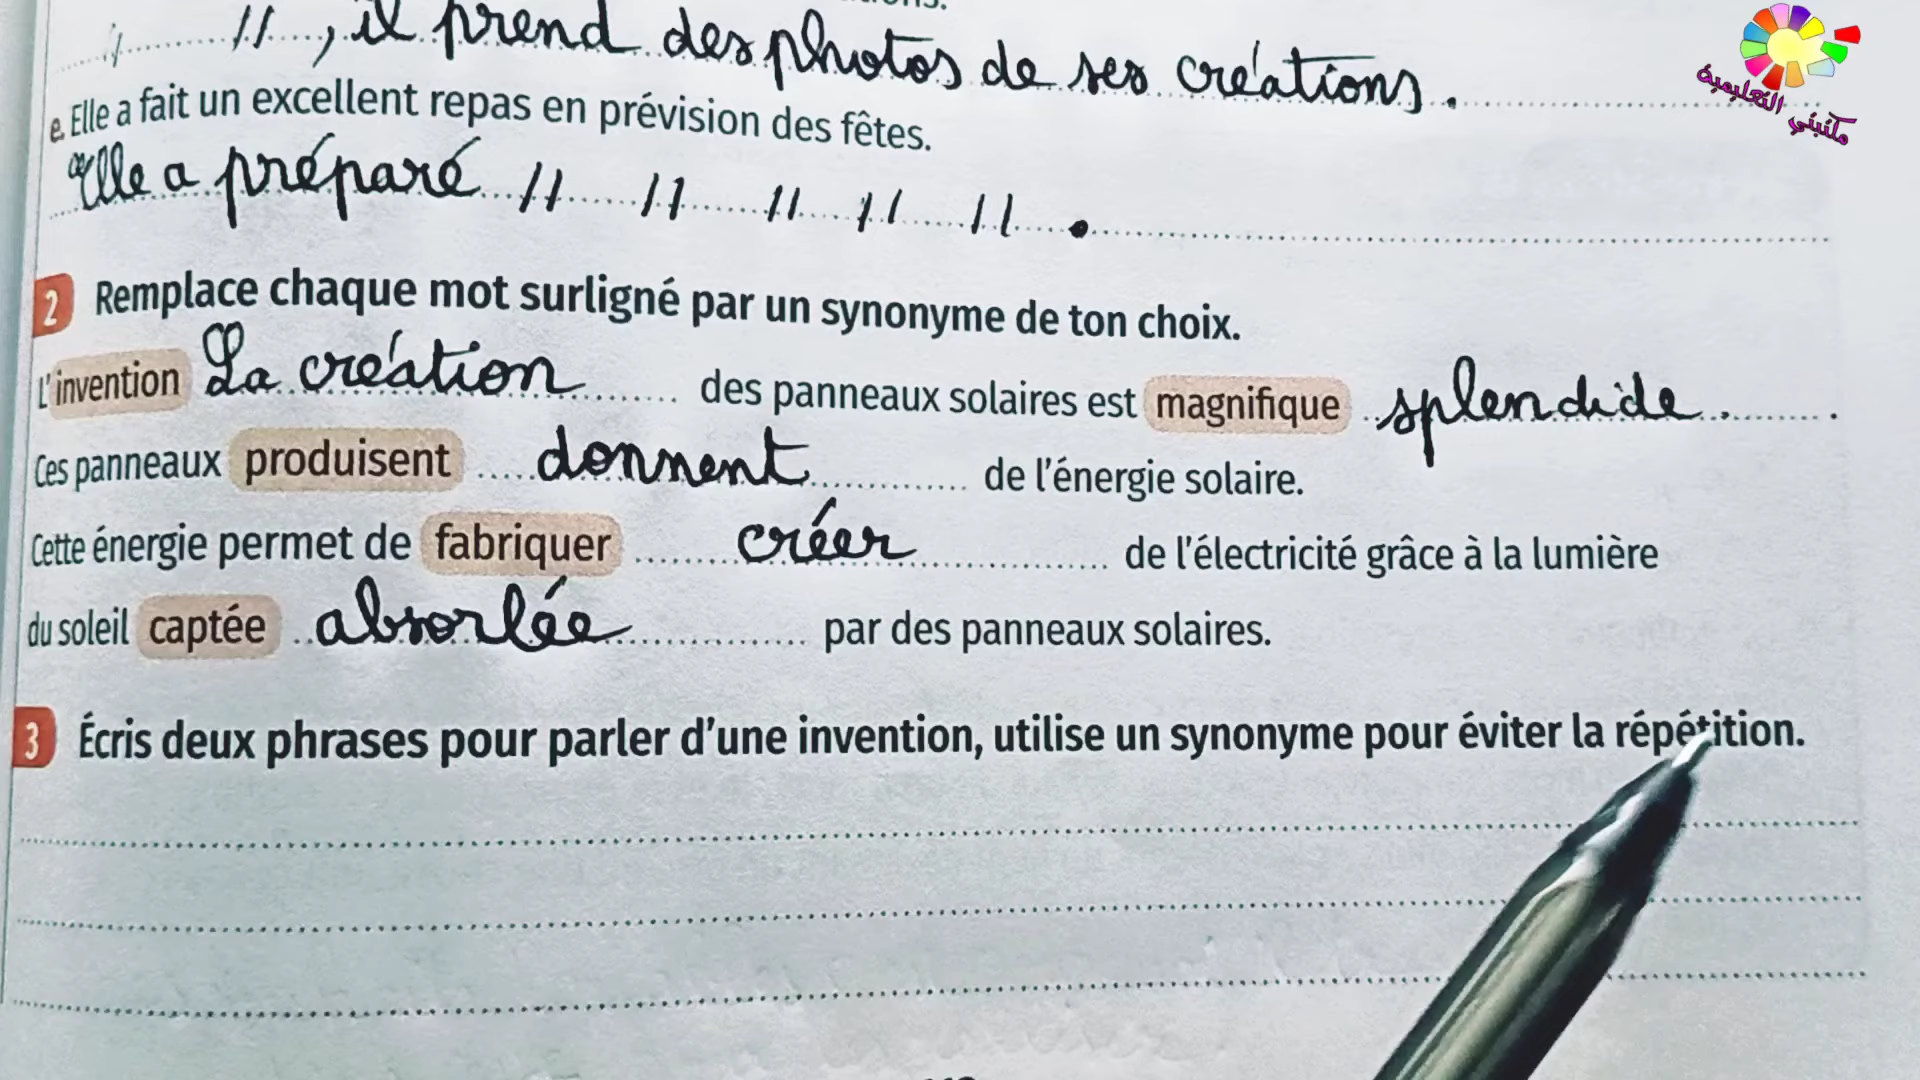 // // , il prend des photos de ses créations.
e. Elle a fait un excellent repas en prévision des fêtes.
Elle a préparé // // // // // .
2 Remplace chaque mot surligné par un synonyme de ton choix.
L'invention La création des panneaux solaires est magnifique splendide.
Ces panneaux produisent donnent de l'énergie solaire.
Cette énergie permet de fabriquer créer de l'électricité grâce à la lumière
du soleil captée absorbée par des panneaux solaires.
3 Écris deux phrases pour parler d'une invention, utilise un synonyme pour éviter la répétition.
مكتبتي التعليمية